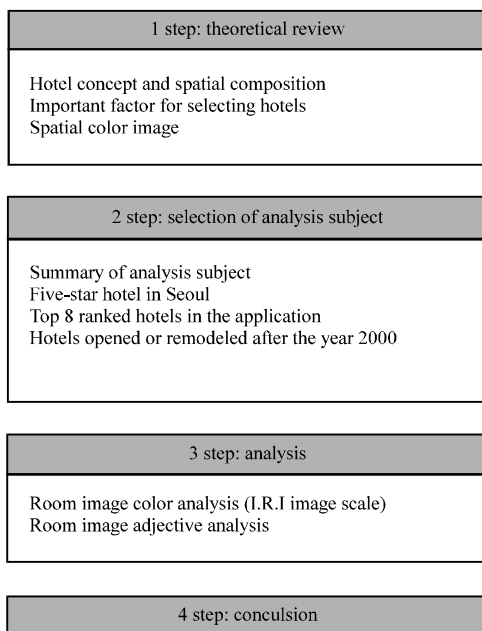 1 step: theoretical review
Hotel concept and spatial composition
Important factor for selecting hotels
Spatial color image
2 step: selection of analysis subject
Summary of analysis subject
Five-star hotel in Seoul
Top 8 ranked hotels in the application
Hotels opened or remodeled after the year 2000
3 step: analysis
Room image color analysis (I.R.I image scale)
Room image adjective analysis
4 step: conculsion